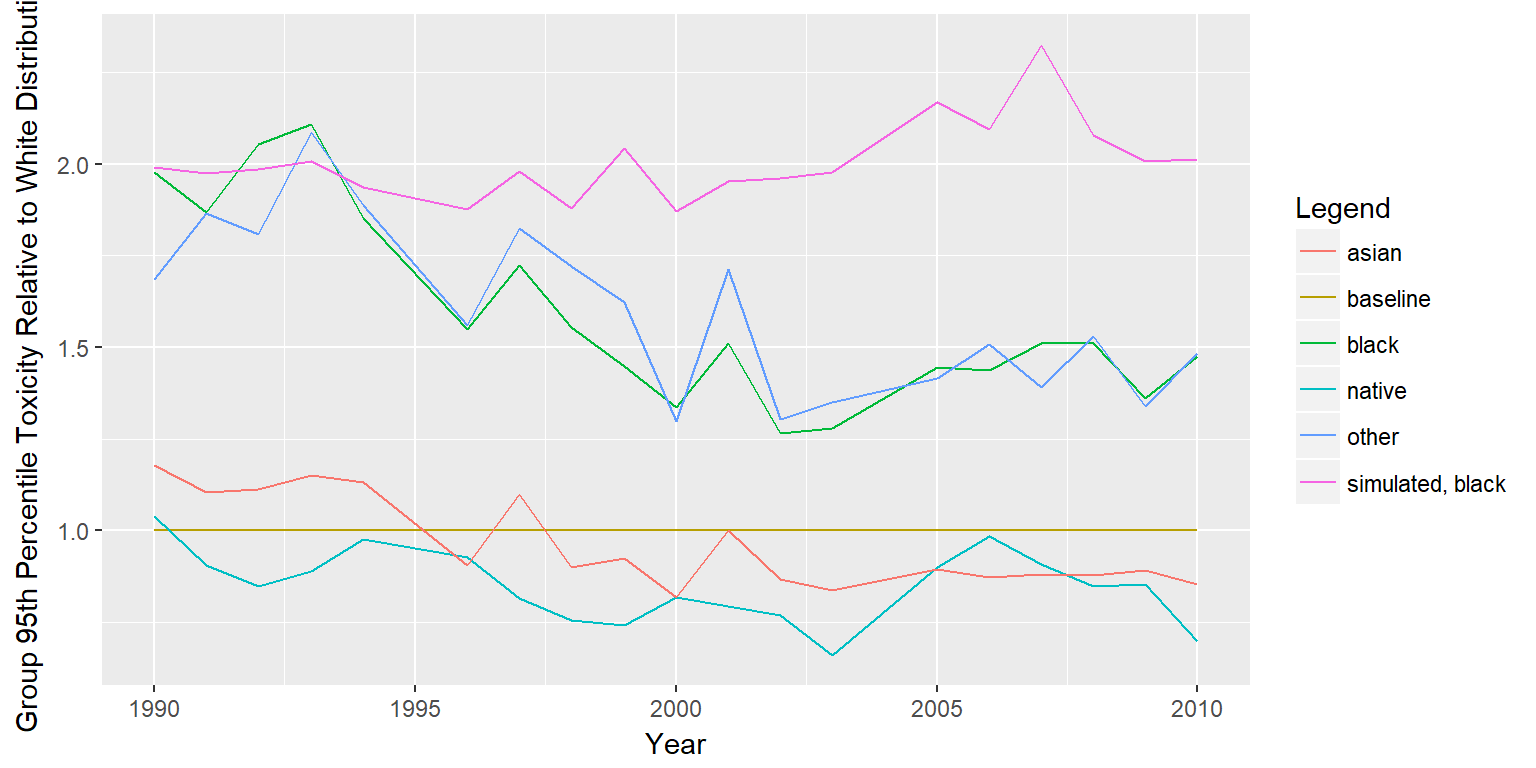 Group 95th Percentile Toxicity Relative to White Distributi
2.0
1.5
1.0
1990 1995 2000 2005 2010
Year
Legend
asian
baseline
black
native
other
simulated, black